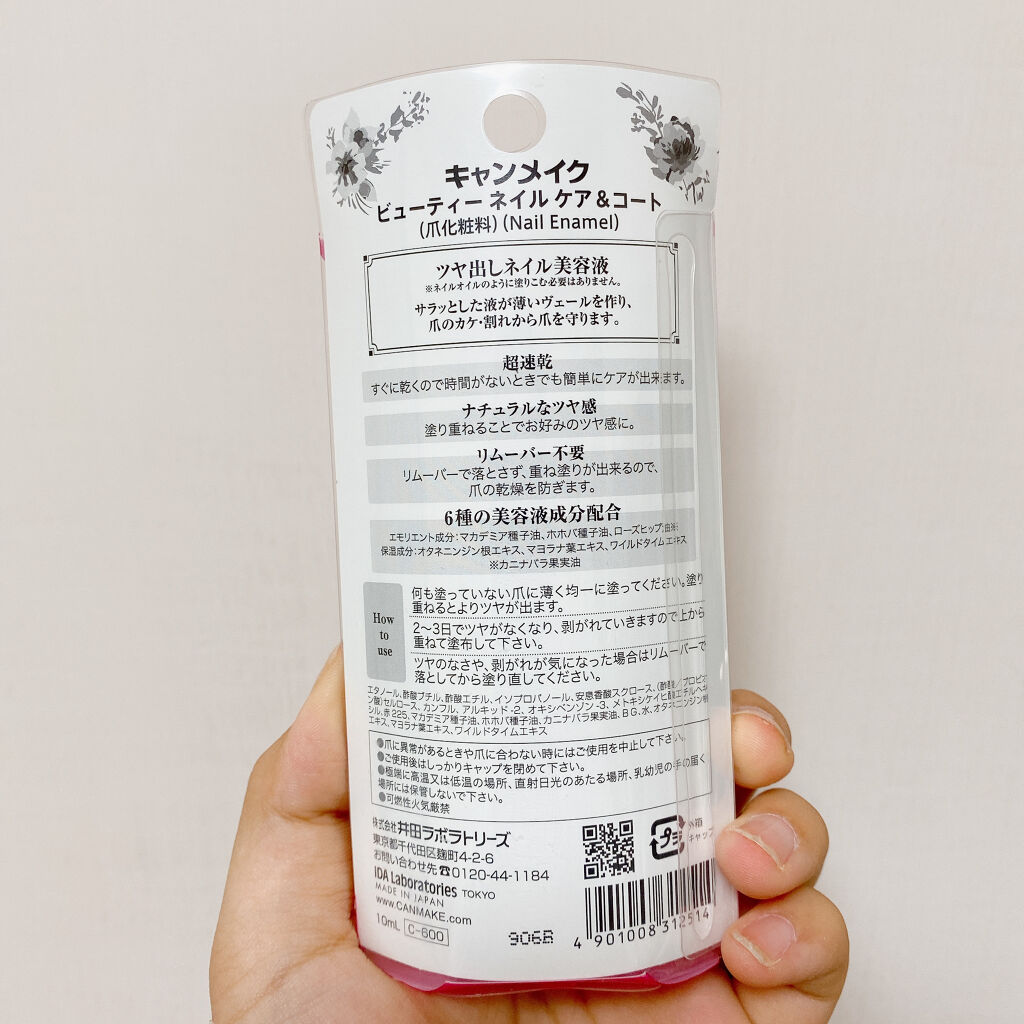 キャンメイク
ビューティー ネイル ケア&コート
(爪化粧料) (Nail Enamel)
ツヤ出しネイル美容液
※ネイルオイルのように塗りこむ必要はありません。
サラッとした液が薄いヴェールを作り、
爪のカケ・割れから爪を守ります。
超速乾
すぐに乾くので時間がないときでも簡単にケアが出来ます。
ナチュラルなツヤ感
塗り重ねることでお好みのツヤ感に。
リムーバー不要
リムーバーで落とさず、重ね塗りが出来るので、
爪の乾燥を防ぎます。
6種の美容液成分配合
エモリエント成分:マカデミア種子油、ホホバ種子油、ローズヒップ油※
保湿成分:オタネニンジン根エキス、マヨラナ葉エキス、ワイルドタイムエキス
※カニナバラ果実油
How
to
use
何も塗っていない爪に薄く均一に塗ってください。塗り
重ねるとよりツヤが出ます。
2〜3日でツヤがなくなり、剥がれていきますので上から
重ねて塗布して下さい。
ツヤのなさや、剥がれが気になった場合はリムーバーで
落としてから塗り直してください。
エタノール、酢酸ブチル、酢酸エチル、イソプロパノール、安息香酸スクロース、(酢酸/プロピオ
ン酸)セルロース、カンフル、アルキッド-2、オキシベンゾン-3、メトキシケイヒ酸エチルヘキ
シル、赤225、マカデミア種子油、ホホバ種子油、カニナバラ果実油、BG、水、オタネニンジン根
エキス、マヨラナ葉エキス、ワイルドタイムエキス
●爪に異常があるときや爪に合わない時にはご使用を中止して下さい。
●ご使用後はしっかりキャップを閉めて下さい。
●極端に高温又は低温の場所、直射日光のあたる場所、乳幼児の手の届く
場所には保管しないで下さい。
●可燃性火気厳禁
株式会社 井田ラボラトリーズ
東京都千代田区麹町4-2-6
お問い合わせ先☎0120-44-1184
IDA Laboratories TOKYO
MADE IN JAPAN
www.CANMAKE.com
10mL C-600
906B
プラ
外箱
キャップ
4 901008 312514